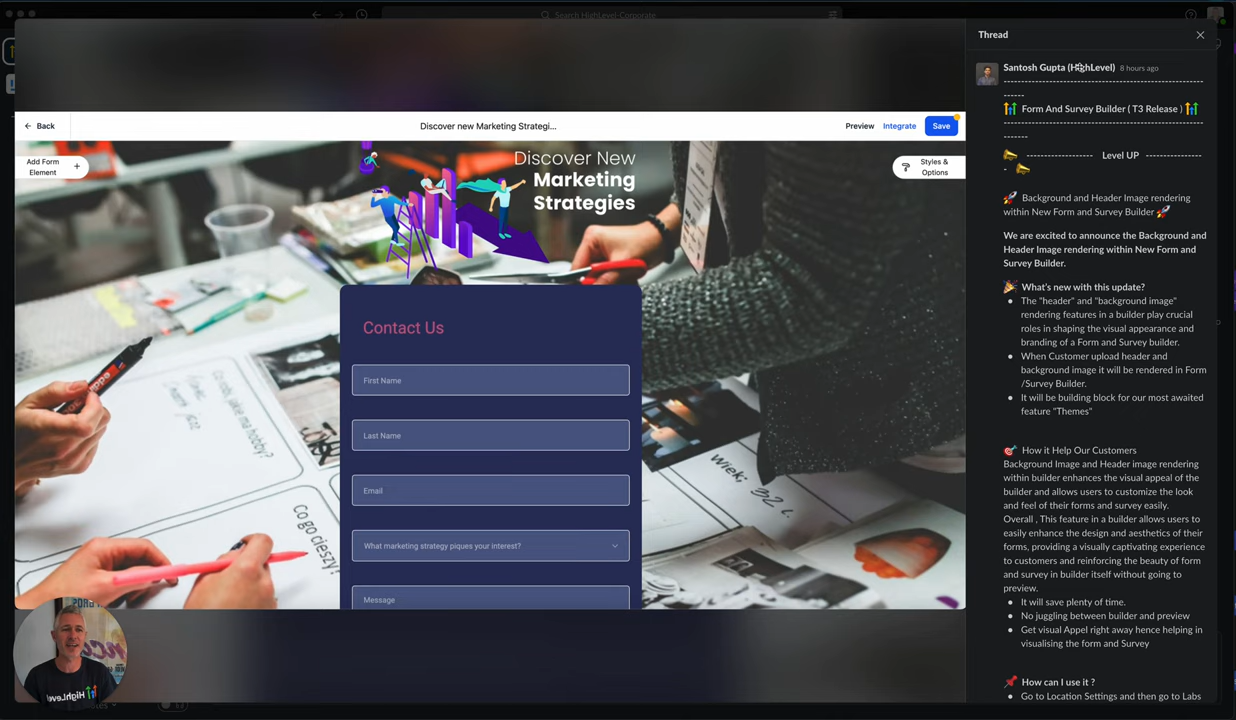 Search HighLevel-Corporate
Back
Discover new Marketing Strategi...
Preview
Integrate
Save
Add Form
Element
+
Styles &
Options
Discover New
Marketing
Strategies
Contact Us
First Name
Last Name
Email
What marketing strategy piques your interest?
Message
Co go cieszy?
Wieki,
Thread
Santosh Gupta (HighLevel) 8 hours ago
------------------------------------------------------
------
Form And Survey Builder ( T3 Release )
------------------------------------------------------
-------
------------------- Level UP ----------------
-
Background and Header Image rendering
within New Form and Survey Builder
We are excited to announce the Background and
Header Image rendering within New Form and
Survey Builder.
What's new with this update?
The "header" and "background image"
rendering features in a builder play crucial
roles in shaping the visual appearance and
branding of a Form and Survey builder.
When Customer upload header and
background image it will be rendered in Form
/Survey Builder.
It will be building block for our most awaited
feature "Themes"
How it Help Our Customers
Background Image and Header image rendering
within builder enhances the visual appeal of the
builder and allows users to customize the look
and feel of their forms and survey easily.
Overall , This feature in a builder allows users to
easily enhance the design and aesthetics of their
forms, providing a visually captivating experience
to customers and reinforcing the beauty of form
and survey in builder itself without going to
preview.
It will save plenty of time.
No juggling between builder and preview
Get visual Appel right away hence helping in
visualising the form and Survey
How can I use it ?
Go to Location Settings and then go to Labs
HighLevel